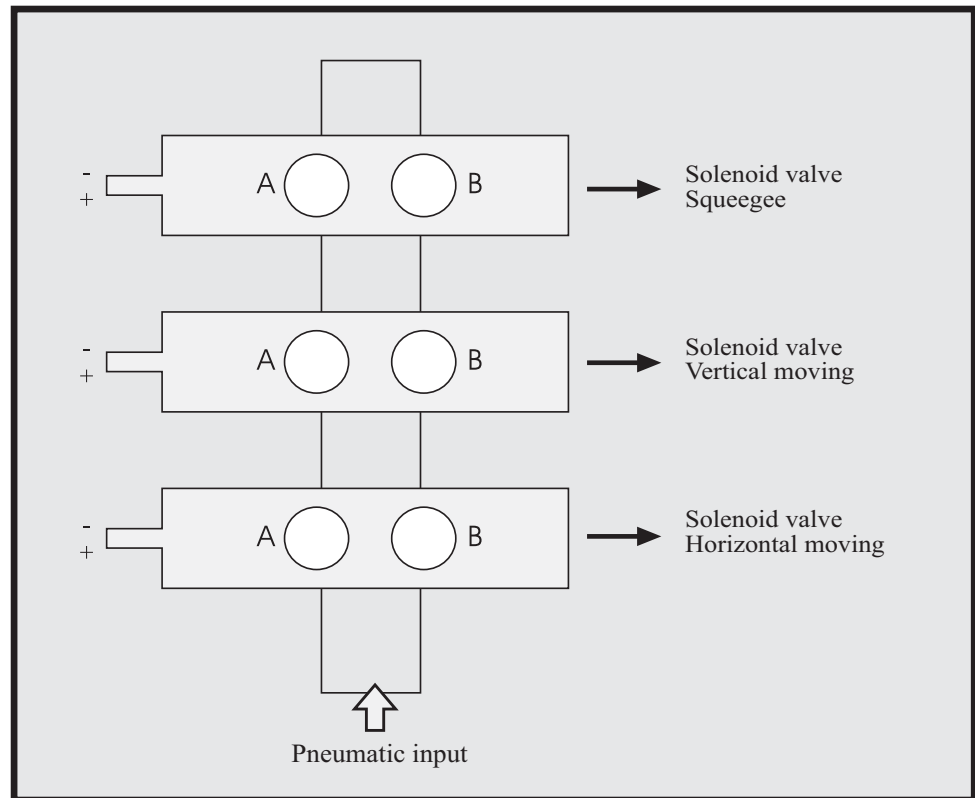 -
+
A
B
Solenoid valve
Squeegee
-
+
A
B
Solenoid valve
Vertical moving
-
+
A
B
Solenoid valve
Horizontal moving
Pneumatic input